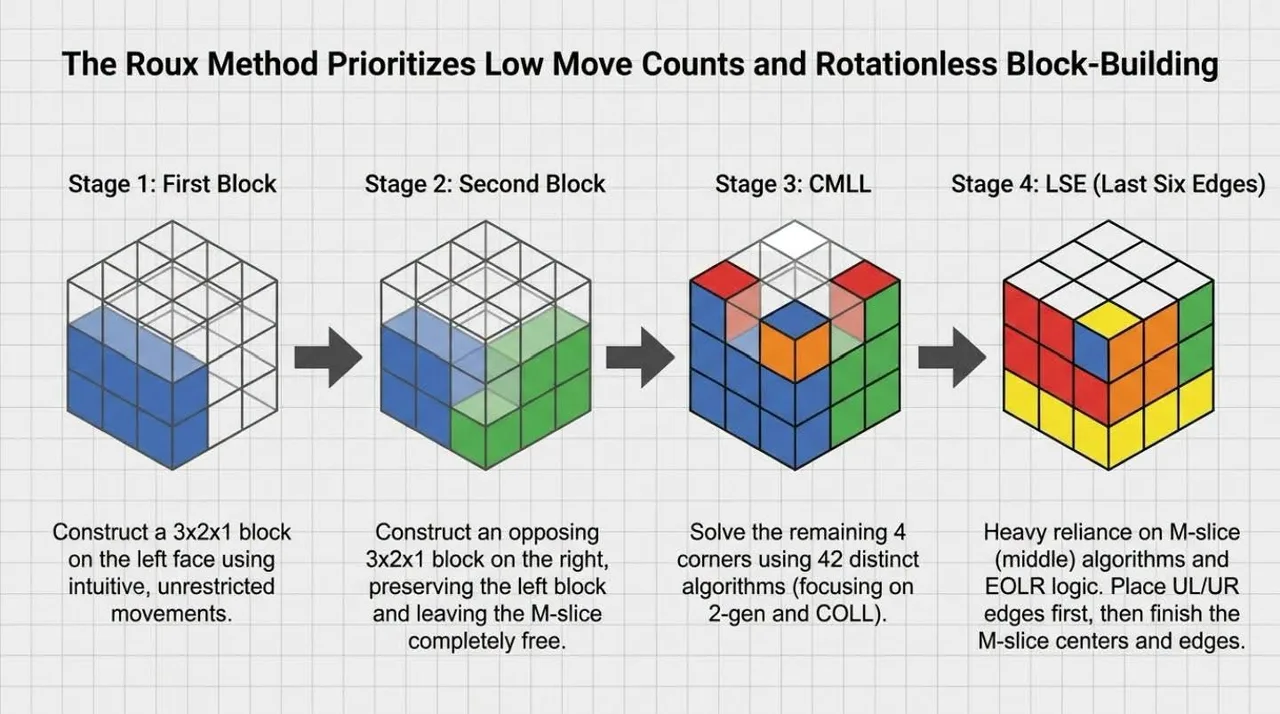 The Roux Method Prioritizes Low Move Counts and Rotationless Block-Building
Stage 1: First Block
Construct a 3x2x1 block
on the left face using
intuitive, unrestricted
movements.
Stage 2: Second Block
Construct an opposing
3x2x1 block on the right,
preserving the left block
and leaving the M-slice
completely free.
Stage 3: CMLL
Solve the remaining 4
corners using 42 distinct
algorithms (focusing on
2-gen and COLL).
Stage 4: LSE (Last Six Edges)
Heavy reliance on M-slice
(middle) algorithms and
EOLR logic. Place UL/UR
edges first, then finish the
M-slice centers and edges.